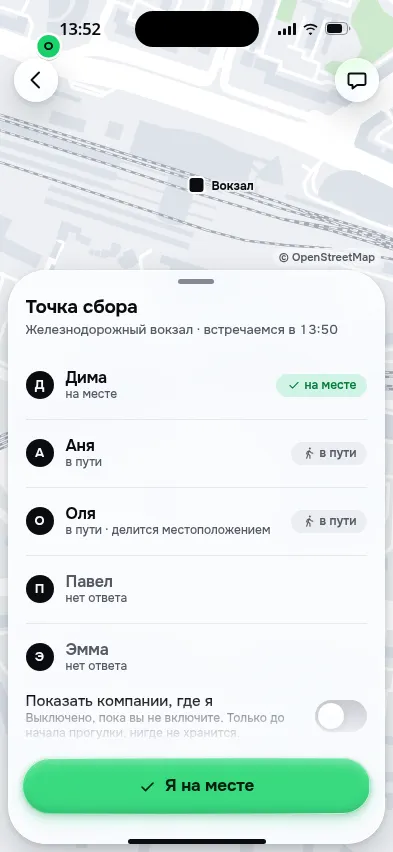 13:52
Вокзал
© OpenStreetMap
Точка сбора
Железнодорожный вокзал · встречаемся в 13:50
Д
Дима
на месте
на месте
А
Аня
в пути
в пути
О
Оля
в пути · делится местоположением
в пути
П
Павел
нет ответа
Э
Эмма
нет ответа
Показать компании, где я
Выключено, пока вы не включите. Только до
начала прогулки, нигде не хранится.
Я на месте